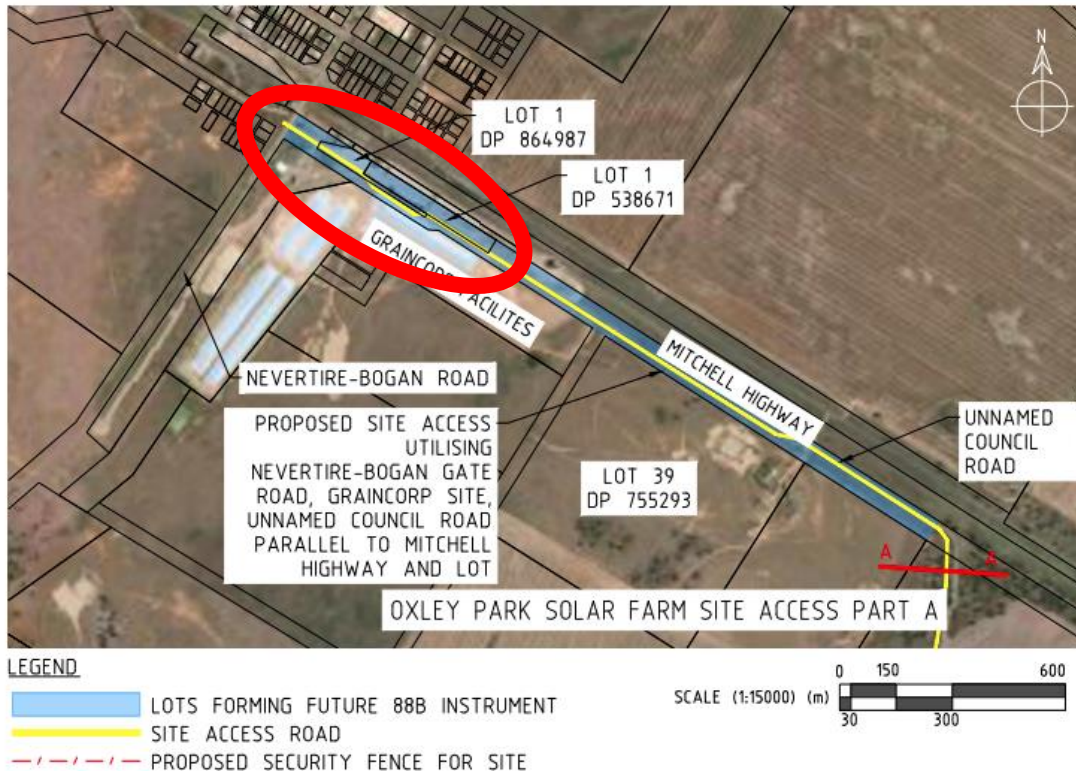 N
LOT 1
DP 864987
LOT 1
DP 538671
GRAINCORP FACILITES
NEVERTIRE-BOGAN ROAD
MITCHELL HIGHWAY
PROPOSED SITE ACCESS
UTILISING
NEVERTIRE-BOGAN GATE
ROAD, GRAINCORP SITE,
UNNAMED COUNCIL ROAD
PARALLEL TO MITCHELL
HIGHWAY AND LOT
LOT 39
DP 755293
UNNAMED
COUNCIL
ROAD
A
A
OXLEY PARK SOLAR FARM SITE ACCESS PART A
LEGEND
LOTS FORMING FUTURE 88B INSTRUMENT
SITE ACCESS ROAD
PROPOSED SECURITY FENCE FOR SITE
SCALE (1:15000) (m)
0 150 600
30 300